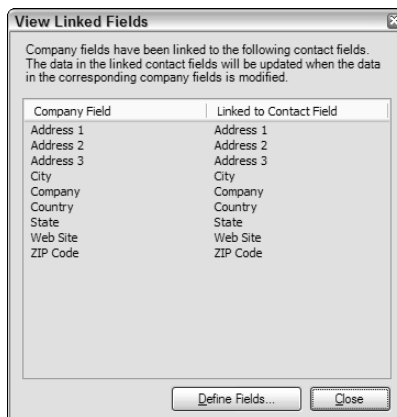 View Linked Fields
Company fields have been linked to the following contact fields.
The data in the linked contact fields will be updated when the data
in the corresponding company fields is modified.
Company Field Linked to Contact Field
Address 1 Address 1
Address 2 Address 2
Address 3 Address 3
City City
Company Company
Country Country
State State
Web Site Web Site
ZIP Code ZIP Code
Define Fields... Close